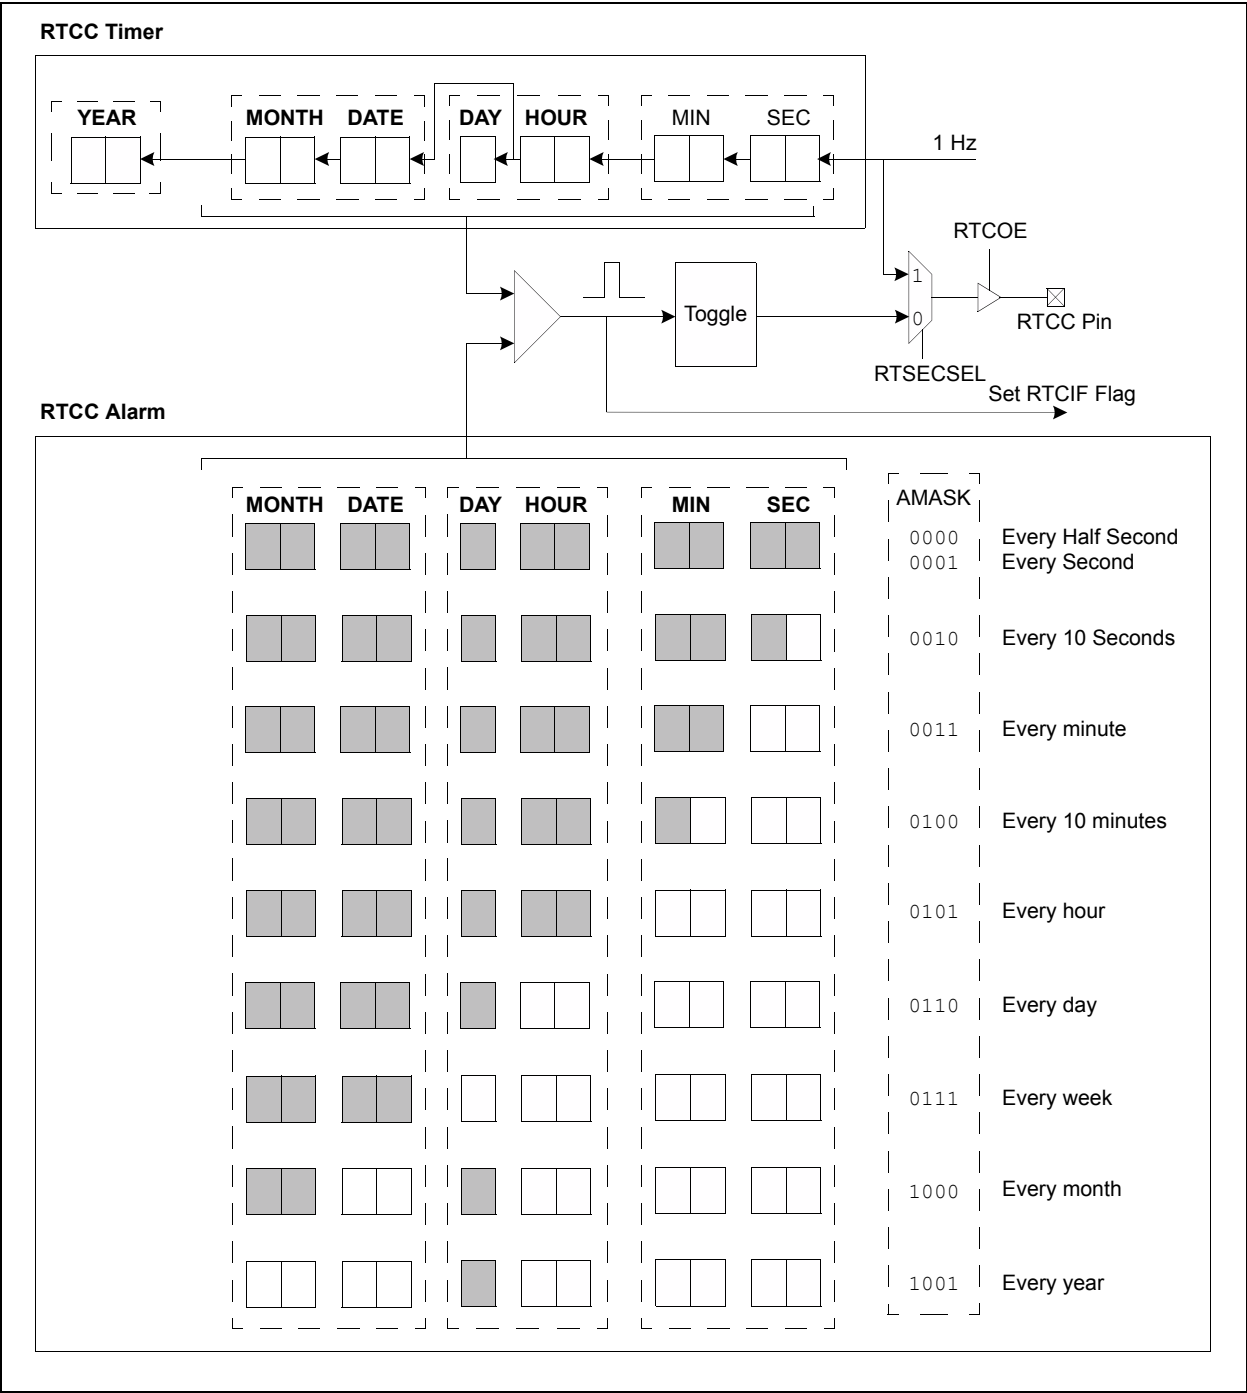 RTCC Timer
YEAR MONTH DATE DAY HOUR MIN SEC
1 Hz
RTCOE
1
Toggle
0
RTCC Pin
RTSECSEL
Set RTCIF Flag
RTCC Alarm
MONTH DATE DAY HOUR MIN SEC AMASK
0000 Every Half Second
0001 Every Second
0010 Every 10 Seconds
0011 Every minute
0100 Every 10 minutes
0101 Every hour
0110 Every day
0111 Every week
1000 Every month
1001 Every year